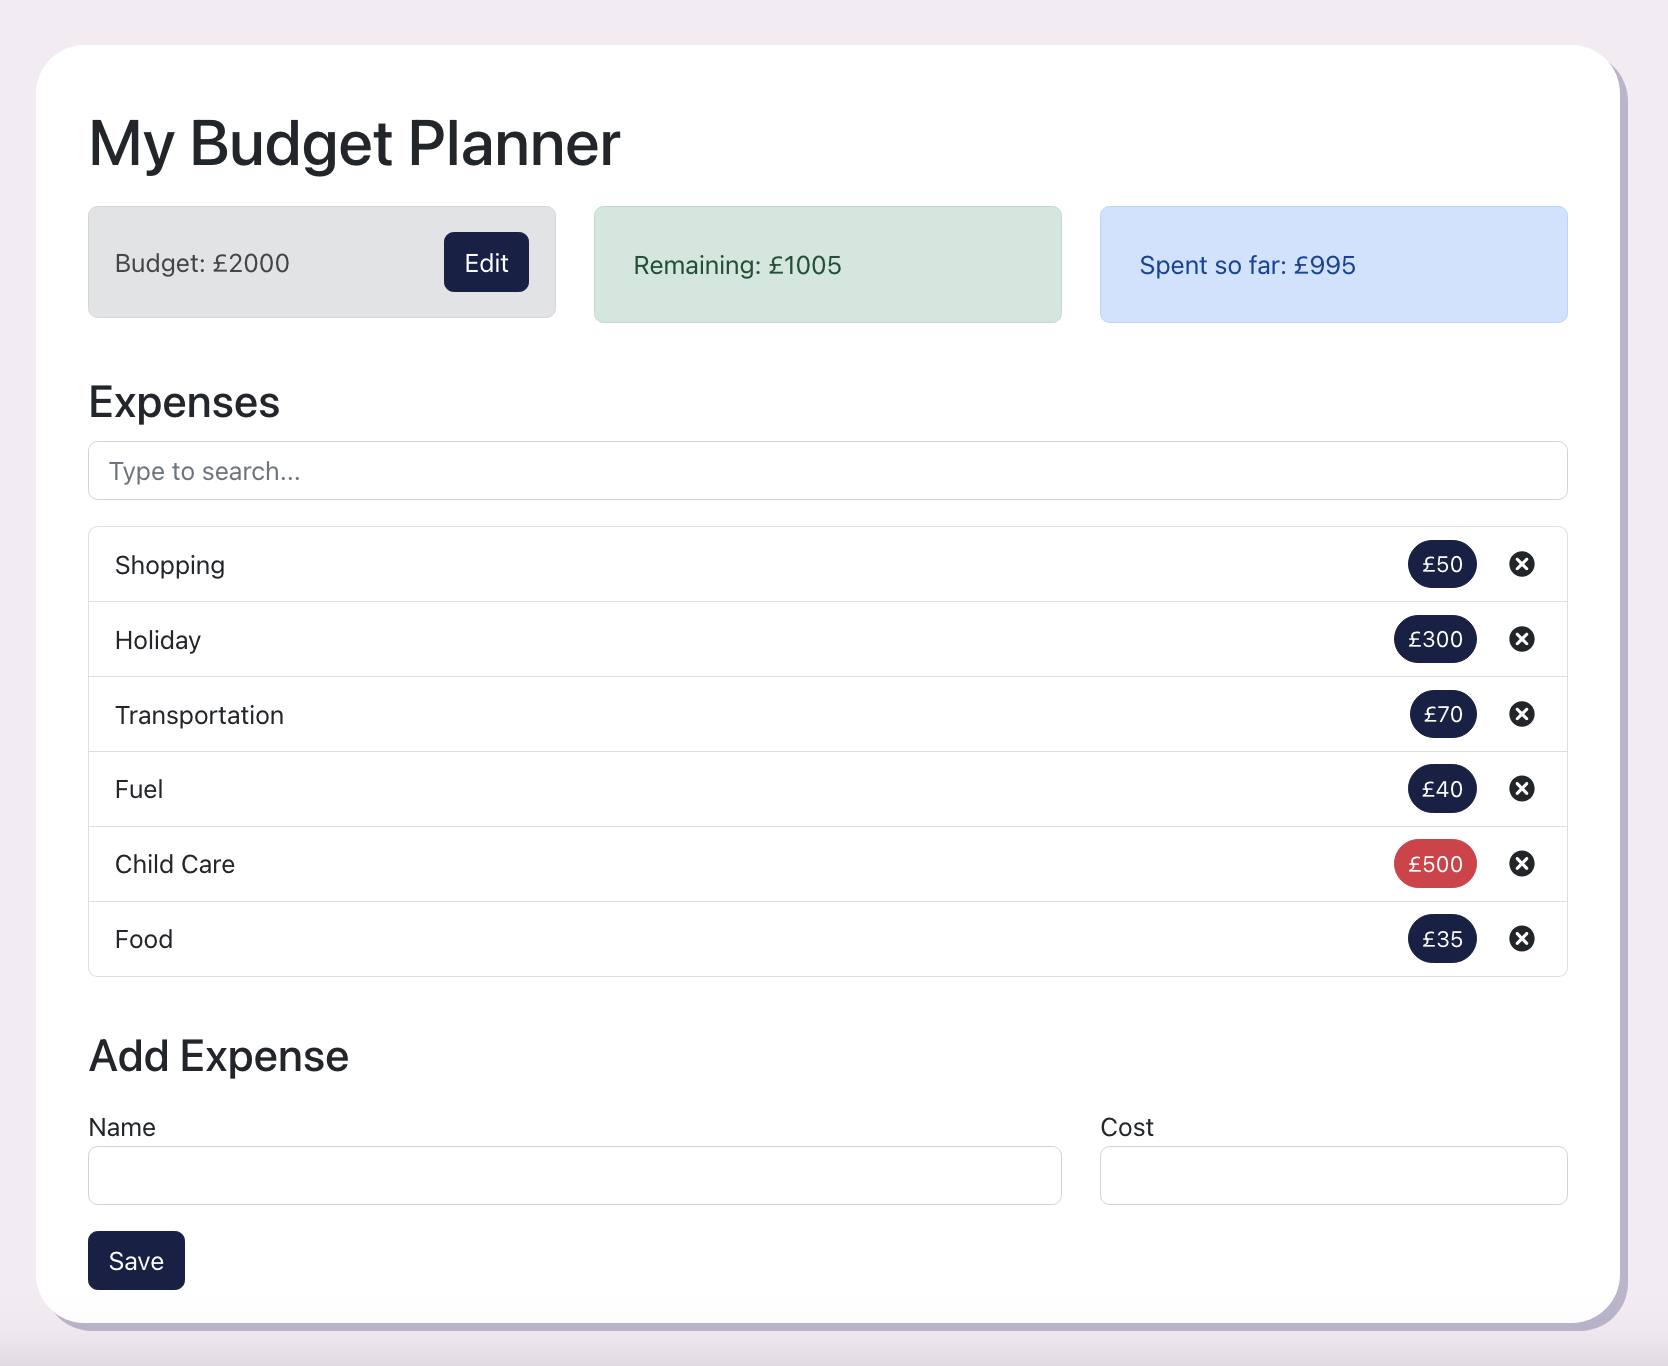 My Budget Planner
Budget: £2000 Edit
Remaining: £1005
Spent so far: £995
Expenses
Type to search...
Shopping £50
Holiday £300
Transportation £70
Fuel £40
Child Care £500
Food £35
Add Expense
Name Cost
Save